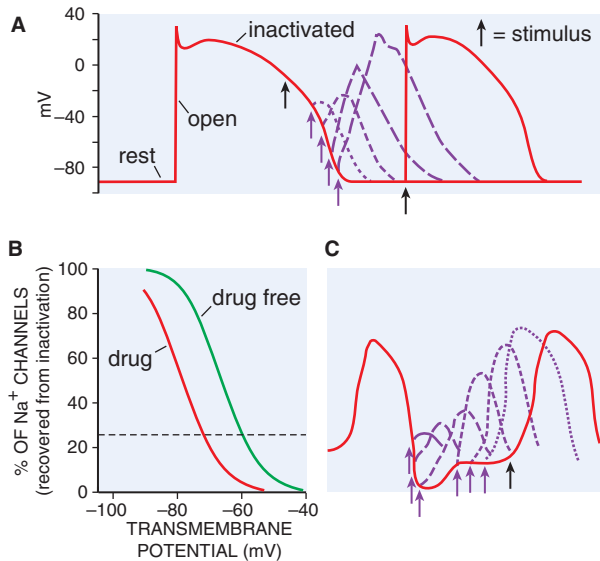 A
40
0
−40
−80
mV
inactivated
open
rest
= stimulus
B
100
80
60
40
20
0
% OF Na+ CHANNELS
(recovered from inactivation)
drug free
drug
−100
−80
−60
−40
TRANSMEMBRANE
POTENTIAL (mV)
C